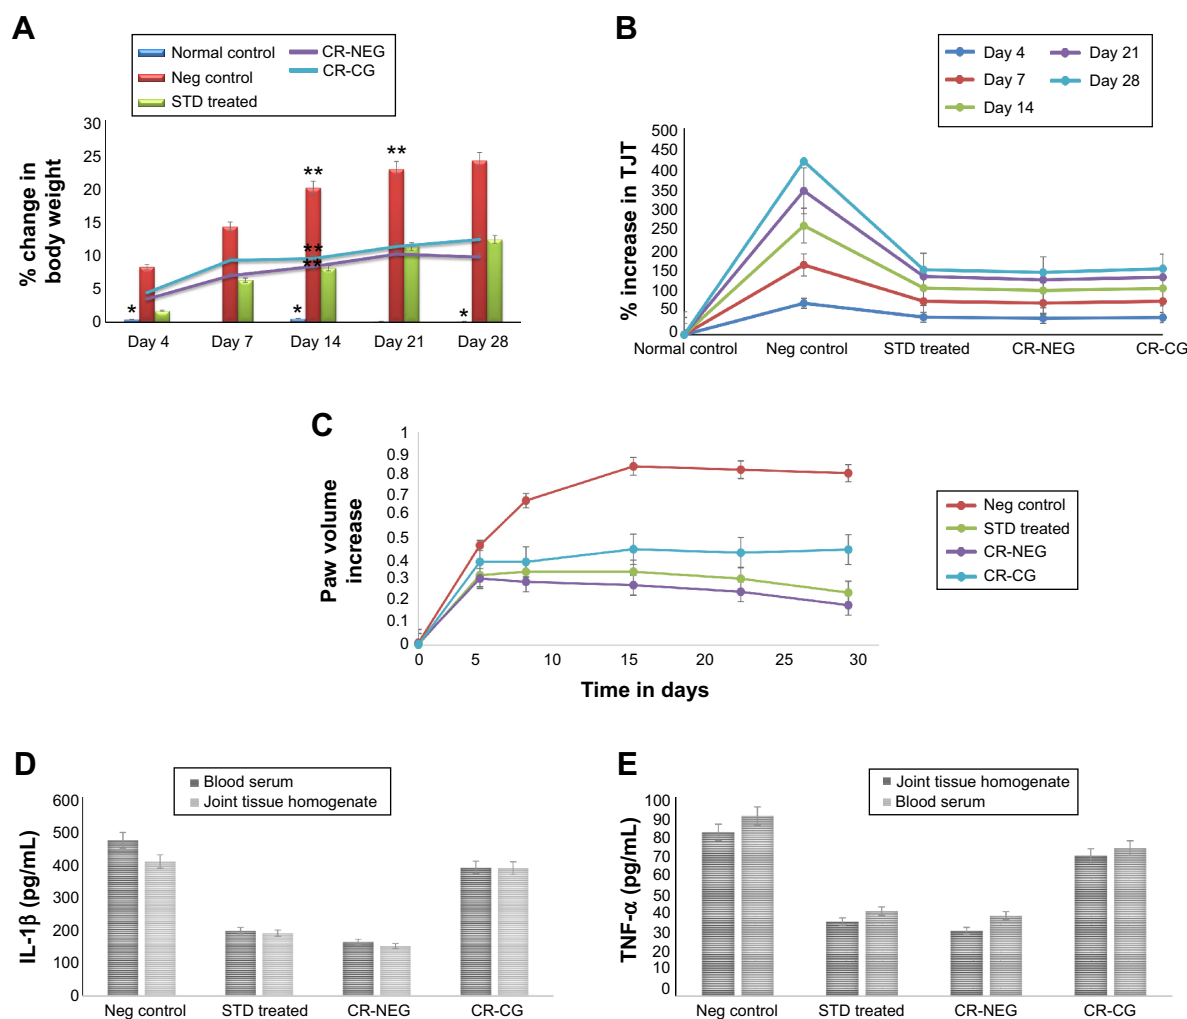 A
Normal control
Neg control
STD treated
CR-NEG
CR-CG
% change in
body weight
30
25
20
15
10
5
0
*
**
**
**
*
**
*
Day 4
Day 7
Day 14
Day 21
Day 28
B
Day 4
Day 7
Day 14
Day 21
Day 28
% increase in TJT
500
450
400
350
300
250
200
150
100
50
0
Normal control
Neg control
STD treated
CR-NEG
CR-CG
C
Paw volume
increase
1
0.9
0.8
0.7
0.6
0.5
0.4
0.3
0.2
0.1
0
0
5
10
15
20
25
30
Time in days
Neg control
STD treated
CR-NEG
CR-CG
D
Blood serum
Joint tissue homogenate
IL-1β (pg/mL)
600
500
400
300
200
100
0
Neg control
STD treated
CR-NEG
CR-CG
E
Joint tissue homogenate
Blood serum
TNF-α (pg/mL)
100
90
80
70
60
50
40
30
20
10
0
Neg control
STD treated
CR-NEG
CR-CG